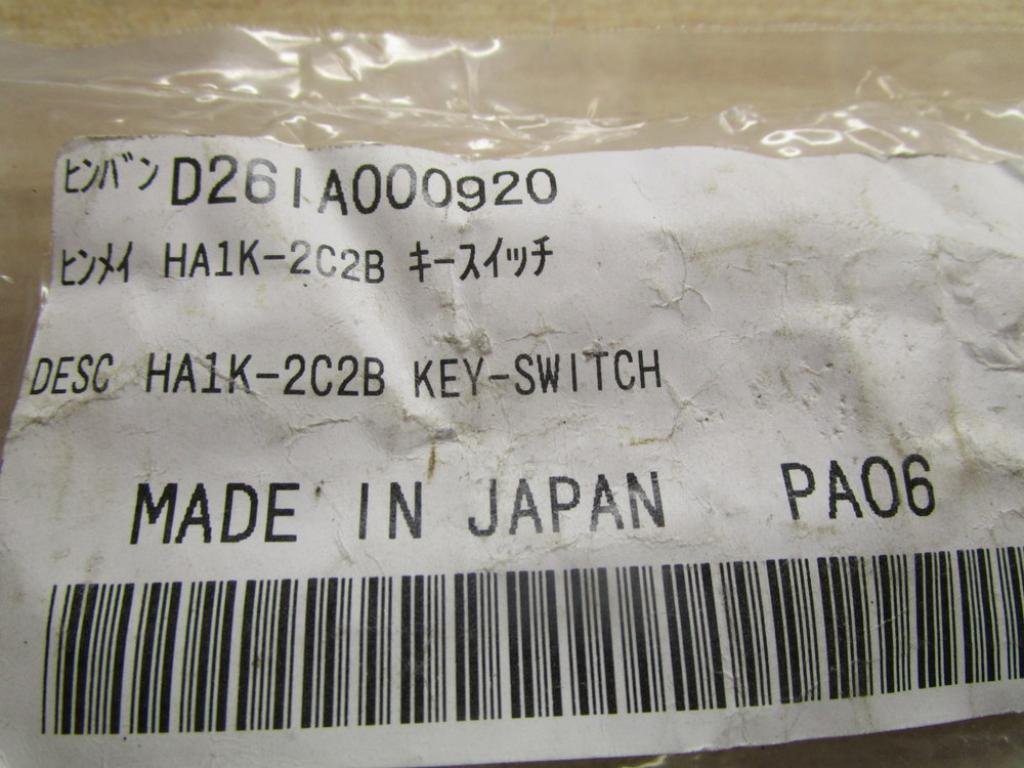 ﾋﾝﾊﾞﾝ D261A000920
ﾋﾝﾒｲ HA1K-2C2B ｷｰｽｲｯﾁ
DESC HA1K-2C2B KEY-SWITCH
MADE IN JAPAN PA06